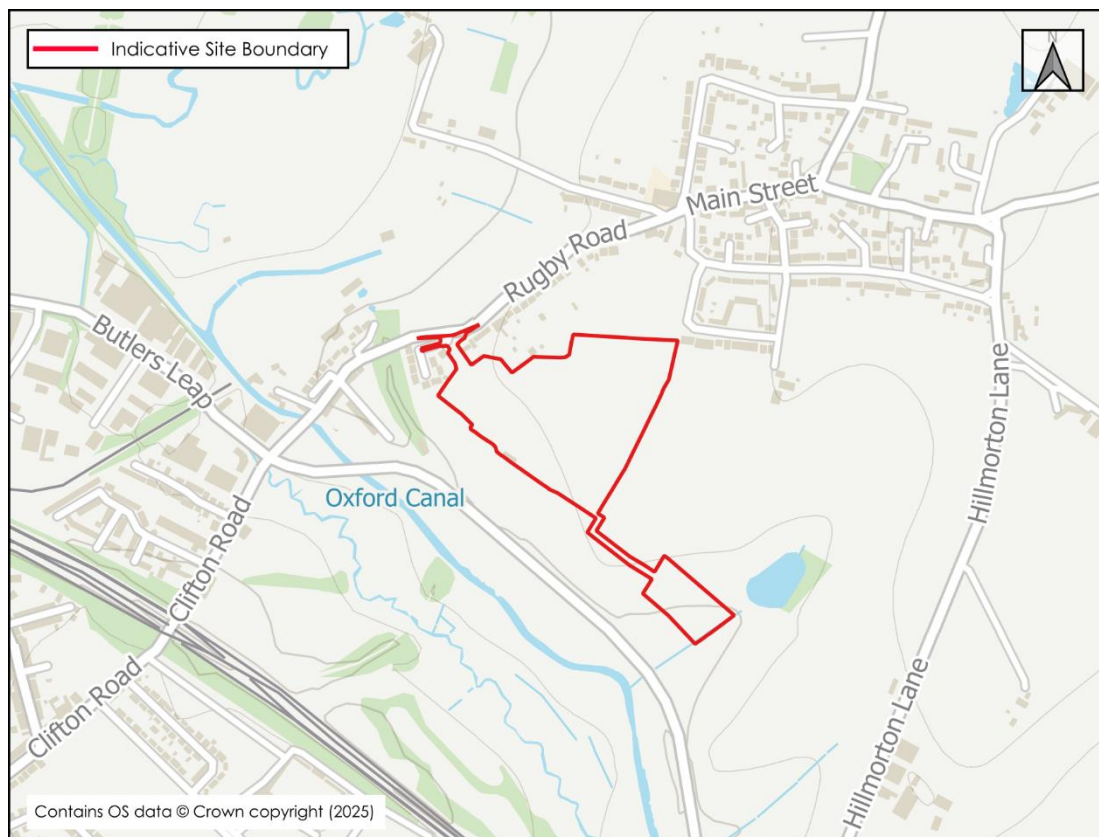 Indicative Site Boundary
N
Main Street
Rugby Road
Butlers Leap
Oxford Canal
Hillmorton Lane
Clifton Road
Clifton Road
Hillmorton Lane
Contains OS data © Crown copyright (2025)